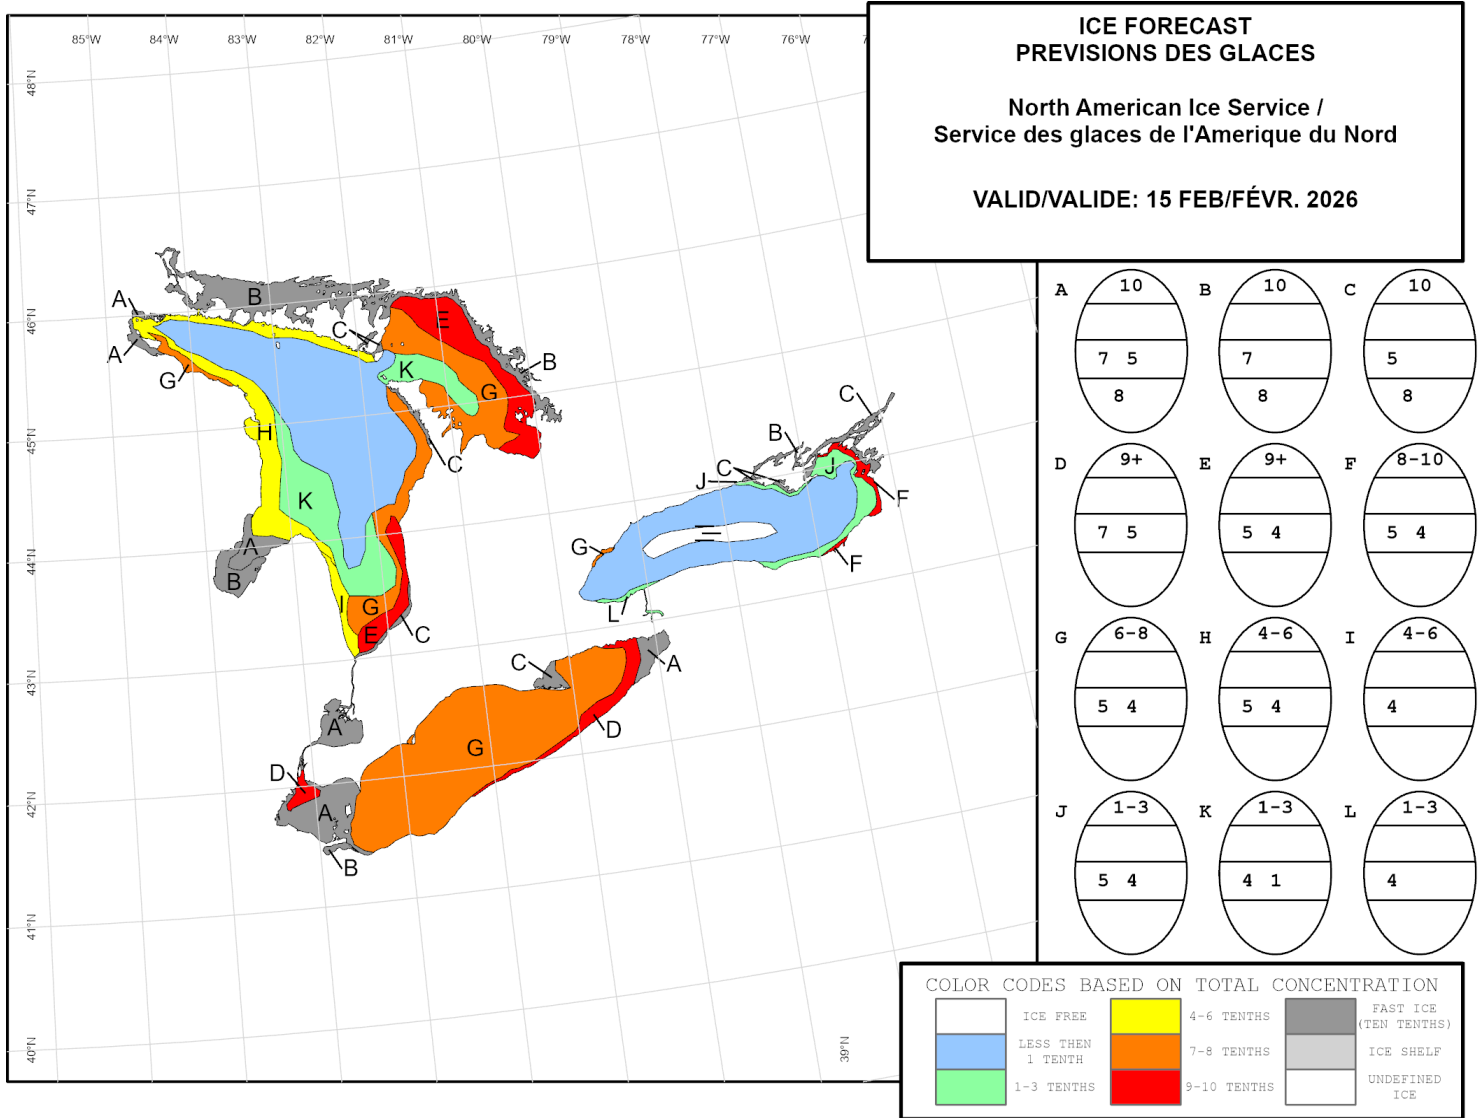 ICE FORECAST
PREVISIONS DES GLACES
North American Ice Service /
Service des glaces de l'Amerique du Nord
VALID/VALIDE: 15 FEB/FÉVR. 2026
85°W 84°W 83°W 82°W 81°W 80°W 79°W 78°W 77°W 76°W
48°N
47°N
46°N
45°N
44°N
43°N
42°N
41°N
40°N
39°N
B
A
E
C
A
B
K
G
G
C
H
B
C
C
J
J
K
F
A
G
F
B
I
G
L
E
C
C
A
A
D
G
D
A
B
A 10
7 5
8
B 10
7
8
C 10
5
8
D 9+
7 5
E 9+
5 4
F 8-10
5 4
G 6-8
5 4
H 4-6
5 4
I 4-6
4
J 1-3
5 4
K 1-3
4 1
L 1-3
4
COLOR CODES BASED ON TOTAL CONCENTRATION
ICE FREE
LESS THEN
1 TENTH
1-3 TENTHS
4-6 TENTHS
7-8 TENTHS
9-10 TENTHS
FAST ICE
(TEN TENTHS)
ICE SHELF
UNDEFINED
ICE